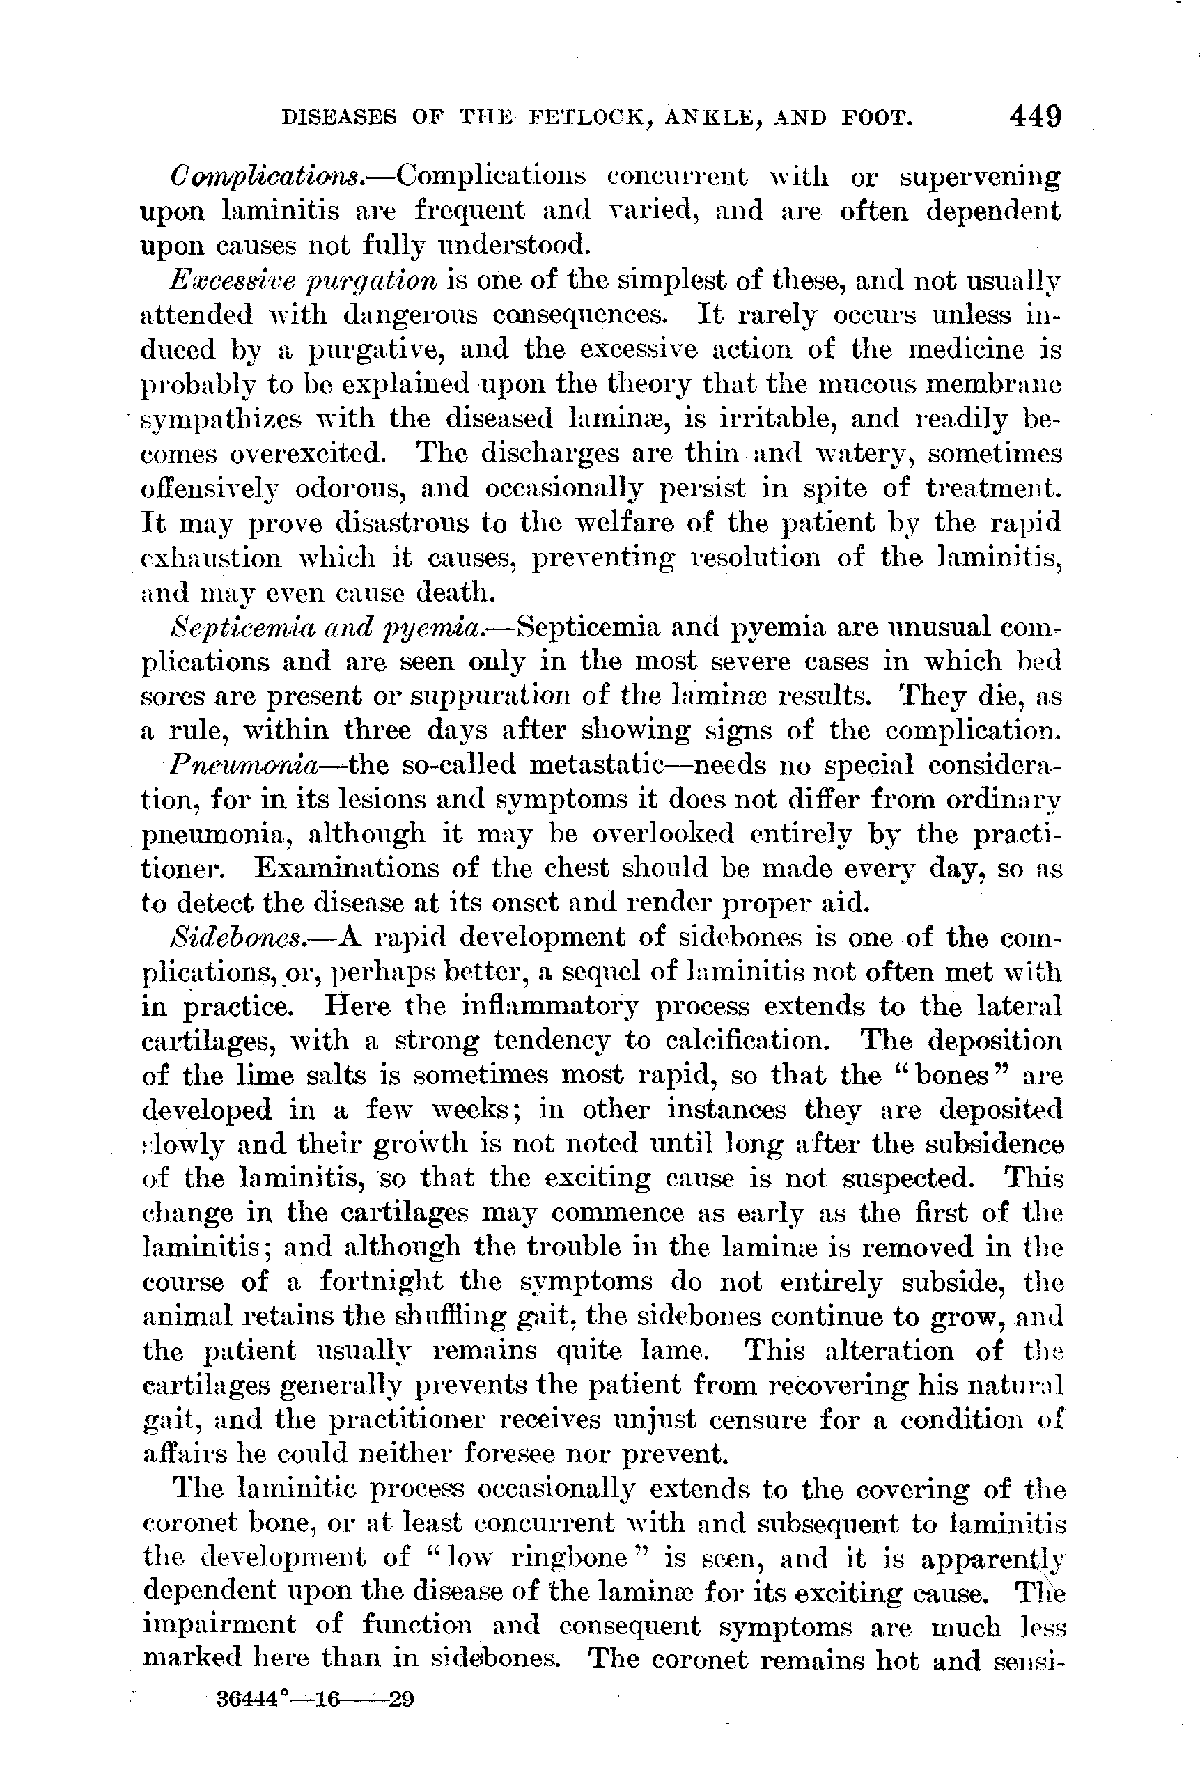 DISEASES OF THE FETLOCK, ANKLE, AND FOOT. 449
Complications.—Complications concurrent with or supervening
upon laminitis are frequent and varied, and are often dependent
upon causes not fully understood.
Excessive purgation is one of the simplest of these, and not usually
attended with dangerous consequences. It rarely occurs unless in-
duced by a purgative, and the excessive action of the medicine is
probably to be explained upon the theory that the mucous membrane
sympathizes with the diseased laminæ, is irritable, and readily be-
comes overexcited. The discharges are thin and watery, sometimes
offensively odorous, and occasionally persist in spite of treatment.
It may prove disastrous to the welfare of the patient by the rapid
exhaustion which it causes, preventing resolution of the laminitis,
and may even cause death.
Septicemia and pyemia.—Septicemia and pyemia are unusual com-
plications and are seen only in the most severe cases in which bed
sores are present or suppuration of the laminæ results. They die, as
a rule, within three days after showing signs of the complication.
Pneumonia—the so-called metastatic—needs no special considera-
tion, for in its lesions and symptoms it does not differ from ordinary
pneumonia, although it may be overlooked entirely by the practi-
tioner. Examinations of the chest should be made every day, so as
to detect the disease at its onset and render proper aid.
Sidebones.—A rapid development of sidebones is one of the com-
plications, or, perhaps better, a sequel of laminitis not often met with
in practice. Here the inflammatory process extends to the lateral
cartilages, with a strong tendency to calcification. The deposition
of the lime salts is sometimes most rapid, so that the "bones" are
developed in a few weeks; in other instances they are deposited
slowly and their growth is not noted until long after the subsidence
of the laminitis, so that the exciting cause is not suspected. This
change in the cartilages may commence as early as the first of the
laminitis; and although the trouble in the laminæ is removed in the
course of a fortnight the symptoms do not entirely subside, the
animal retains the shuffling gait, the sidebones continue to grow, and
the patient usually remains quite lame. This alteration of the
cartilages generally prevents the patient from recovering his natural
gait, and the practitioner receives unjust censure for a condition of
affairs he could neither foresee nor prevent.
The laminitic process occasionally extends to the covering of the
coronet bone, or at least concurrent with and subsequent to laminitis
the development of "low ringbone" is seen, and it is apparently
dependent upon the disease of the laminæ for its exciting cause. The
impairment of function and consequent symptoms are much less
marked here than in sidebones. The coronet remains hot and sensi-
36444°—16——29